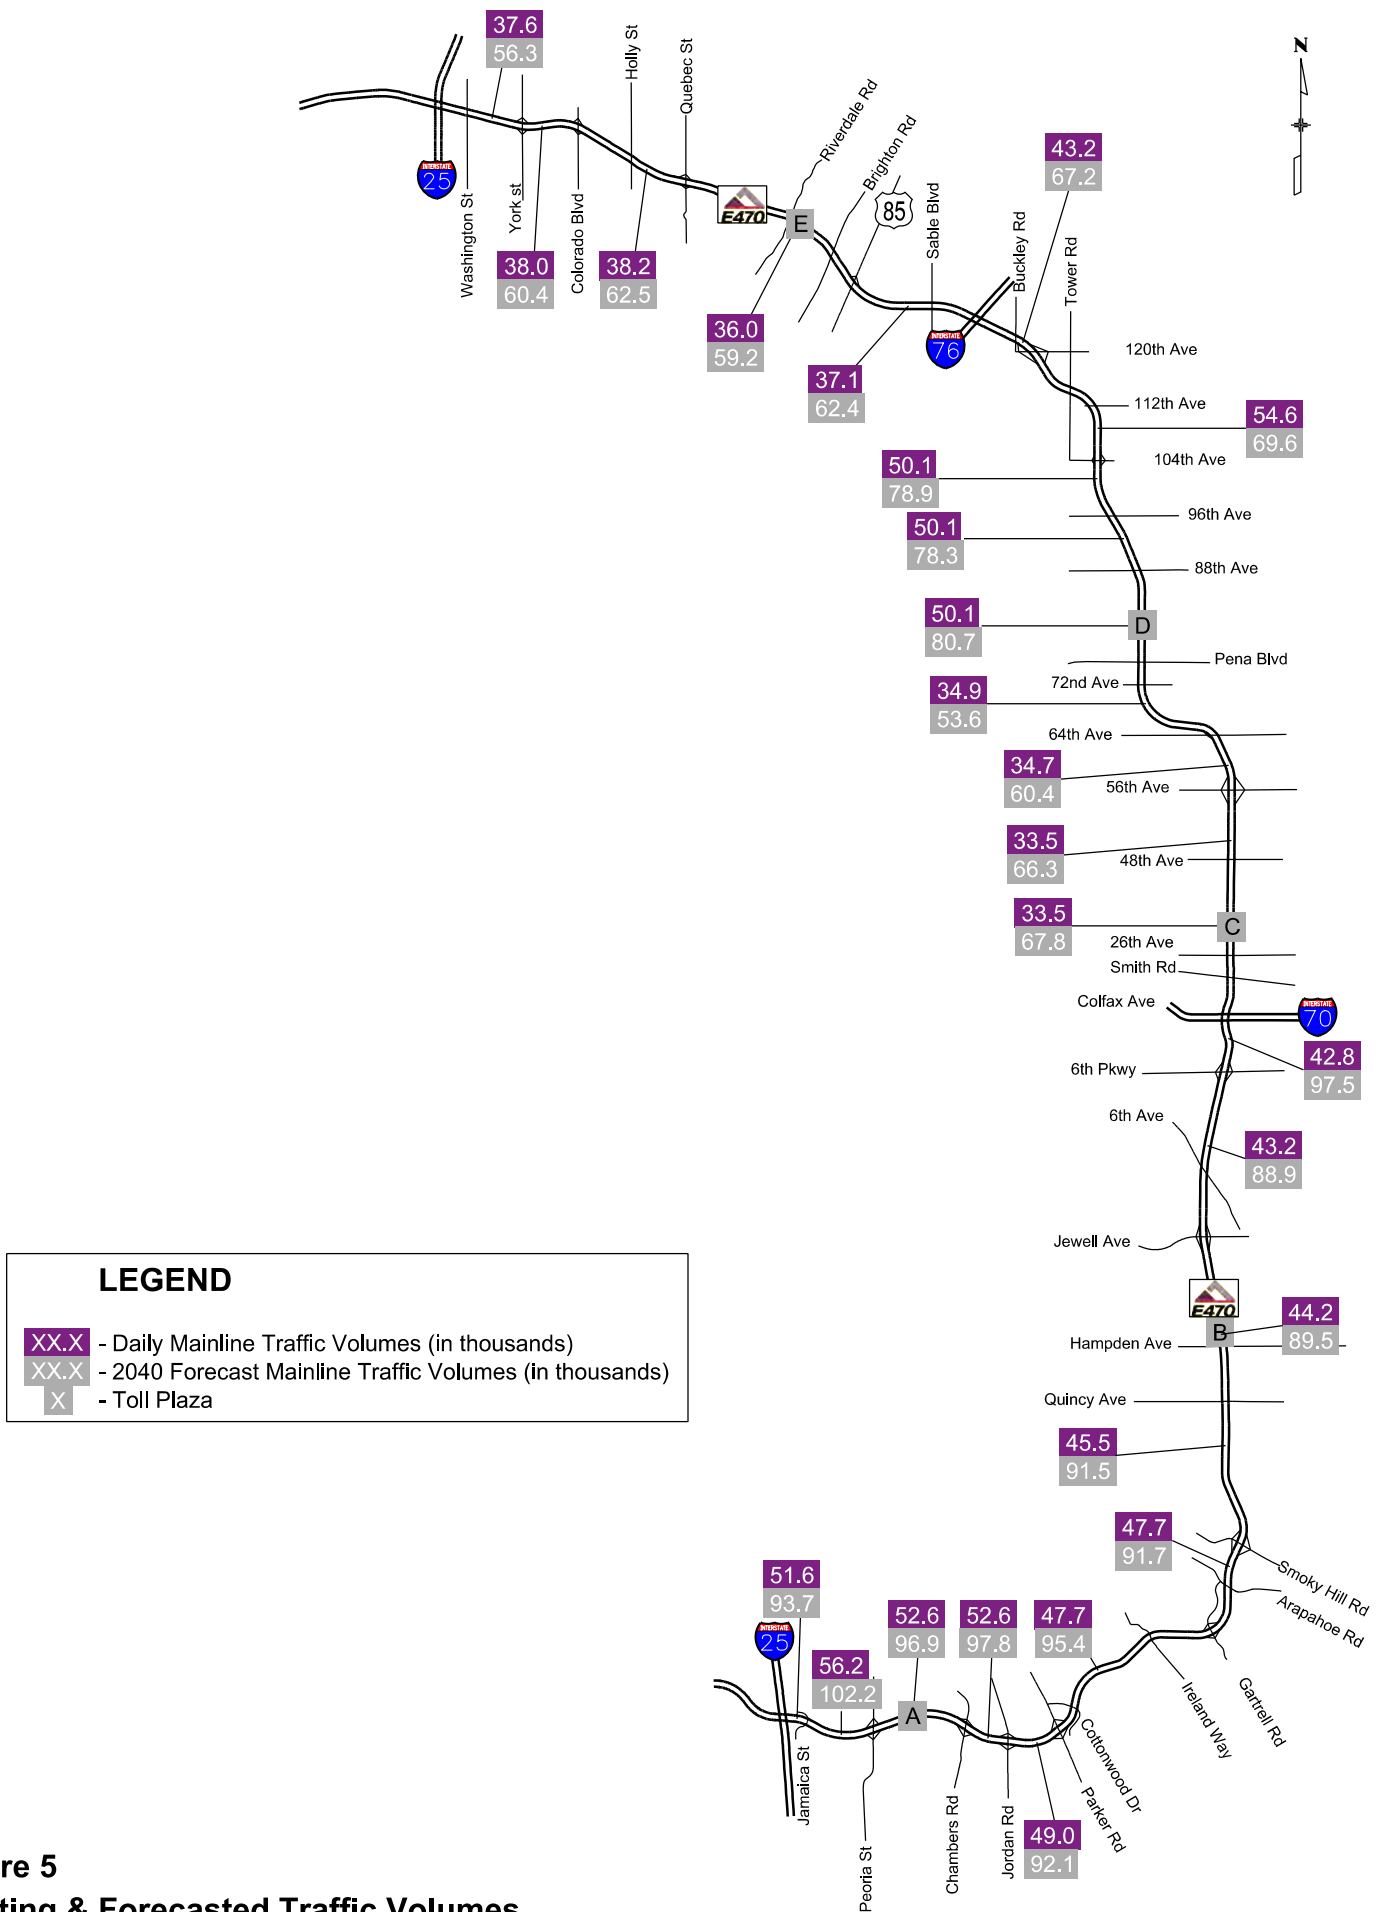 37.6
56.3
Holly St
Quebec St
N
Riverdale Rd
Brighton Rd
43.2
67.2
INTERSTATE
25
Washington St
York st
Colorado Blvd
E470
E
85
Sable Blvd
Buckley Rd
Tower Rd
38.0
60.4
38.2
62.5
36.0
59.2
INTERSTATE
76
120th Ave
37.1
62.4
112th Ave
54.6
69.6
104th Ave
50.1
78.9
96th Ave
50.1
78.3
88th Ave
50.1
80.7
D
Pena Blvd
72nd Ave
34.9
53.6
64th Ave
34.7
60.4
56th Ave
33.5
66.3
48th Ave
33.5
67.8
C
26th Ave
Smith Rd
Colfax Ave
INTERSTATE
70
42.8
97.5
6th Pkwy
6th Ave
43.2
88.9
Jewell Ave
E470
44.2
89.5
B
Hampden Ave
Quincy Ave
LEGEND
XX.X - Daily Mainline Traffic Volumes (in thousands)
XX.X - 2040 Forecast Mainline Traffic Volumes (in thousands)
X - Toll Plaza
45.5
91.5
47.7
91.7
Smoky Hill Rd
Arapahoe Rd
51.6
93.7
INTERSTATE
25
52.6
96.9
52.6
97.8
47.7
95.4
56.2
102.2
A
Ireland Way
Gartrell Rd
Jamaica St
Peoria St
Chambers Rd
Jordan Rd
Cottonwood Dr
Parker Rd
49.0
92.1
re 5
ting & Forecasted Traffic Volumes